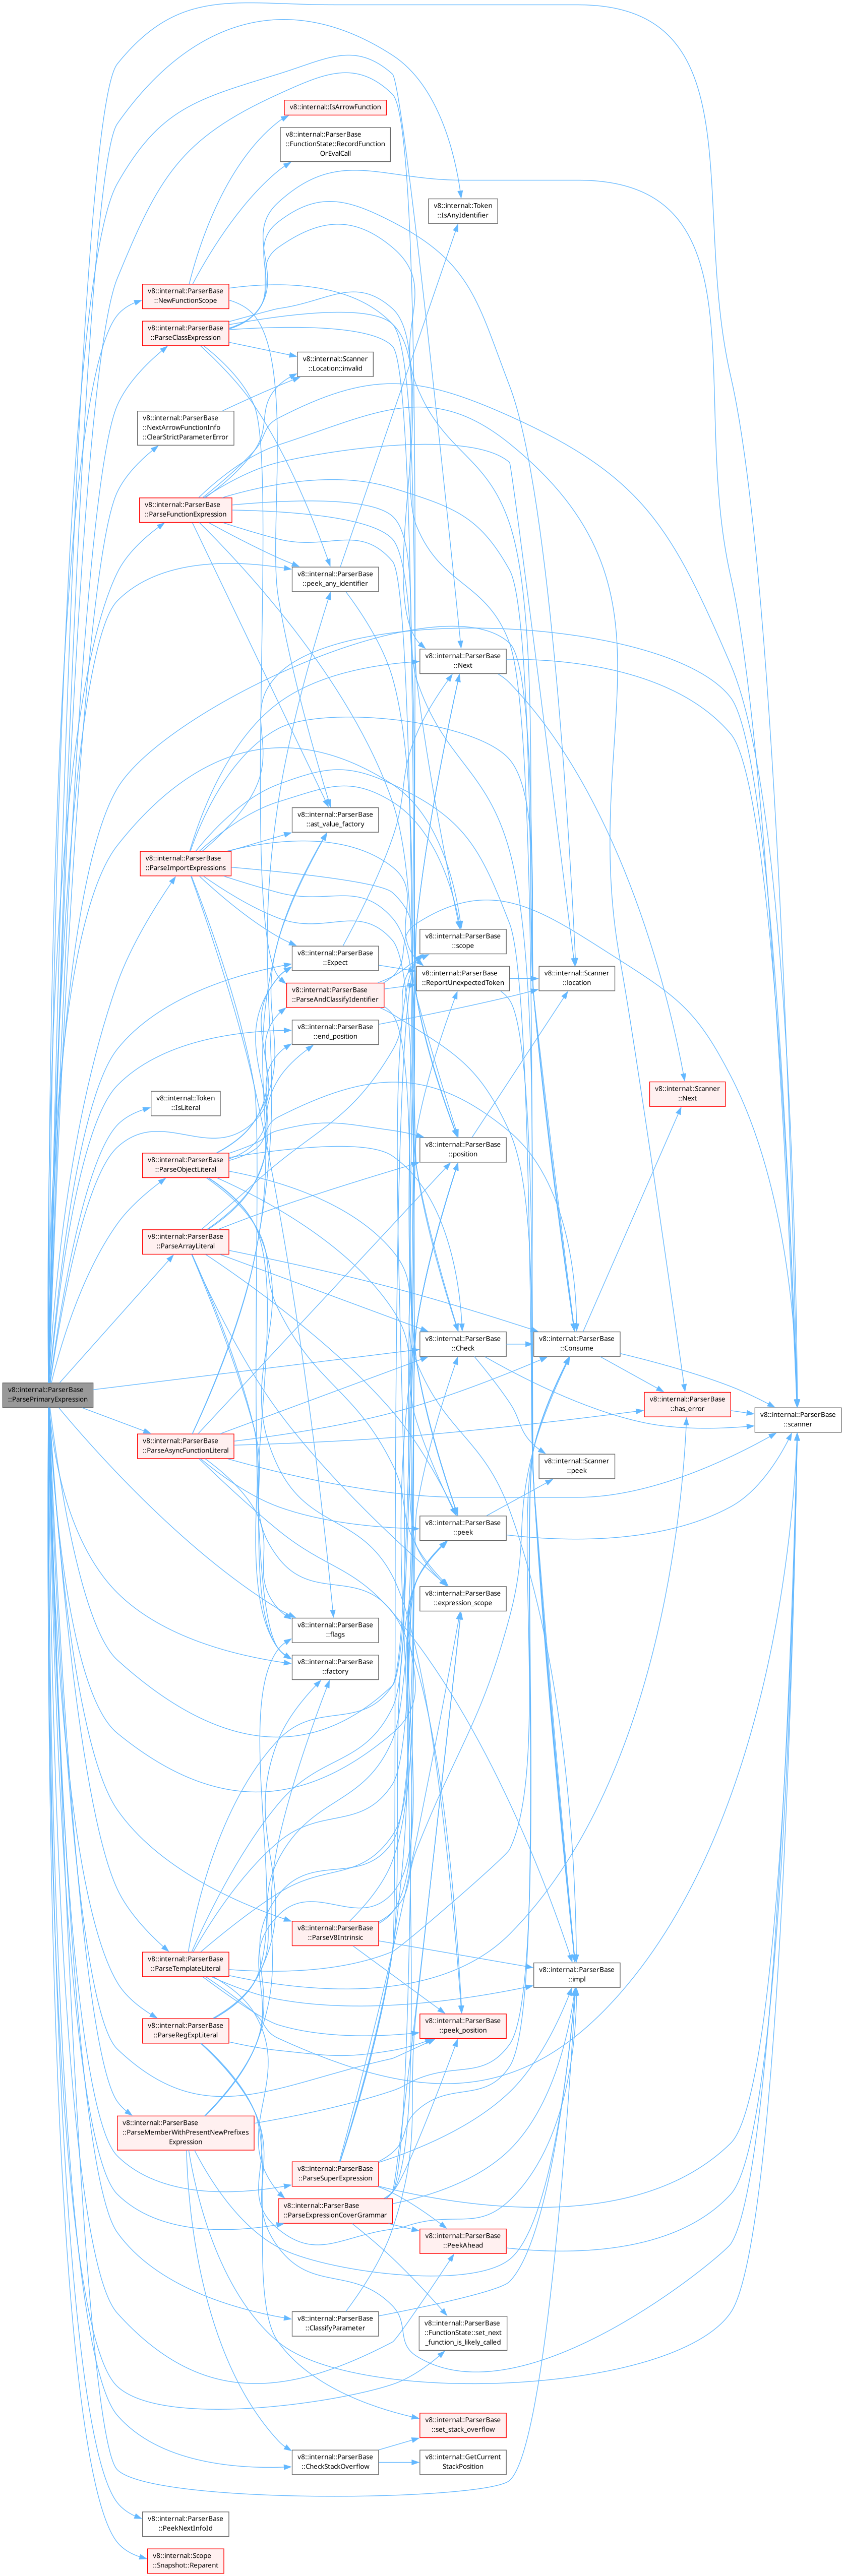 v8::internal::IsArrowFunction
v8::internal::ParserBase
::FunctionState::RecordFunction
OrEvalCall
v8::internal::Token
::IsAnyIdentifier
v8::internal::ParserBase
::NewFunctionScope
v8::internal::ParserBase
::ParseClassExpression
v8::internal::Scanner
::Location::invalid
v8::internal::ParserBase
::NextArrowFunctionInfo
::ClearStrictParameterError
v8::internal::ParserBase
::ParseFunctionExpression
v8::internal::ParserBase
::peek_any_identifier
v8::internal::ParserBase
::Next
v8::internal::ParserBase
::ast_value_factory
v8::internal::ParserBase
::ParseImportExpressions
v8::internal::ParserBase
::scope
v8::internal::ParserBase
::Expect
v8::internal::ParserBase
::ReportUnexpectedToken
v8::internal::Scanner
::location
v8::internal::ParserBase
::ParseAndClassifyIdentifier
v8::internal::ParserBase
::end_position
v8::internal::Scanner
::Next
v8::internal::Token
::IsLiteral
v8::internal::ParserBase
::position
v8::internal::ParserBase
::ParseObjectLiteral
v8::internal::ParserBase
::ParseArrayLiteral
v8::internal::ParserBase
::Check
v8::internal::ParserBase
::Consume
v8::internal::ParserBase
::ParsePrimaryExpression
v8::internal::ParserBase
::has_error
v8::internal::ParserBase
::scanner
v8::internal::ParserBase
::ParseAsyncFunctionLiteral
v8::internal::Scanner
::peek
v8::internal::ParserBase
::peek
v8::internal::ParserBase
::expression_scope
v8::internal::ParserBase
::flags
v8::internal::ParserBase
::factory
v8::internal::ParserBase
::ParseV8Intrinsic
v8::internal::ParserBase
::ParseTemplateLiteral
v8::internal::ParserBase
::impl
v8::internal::ParserBase
::ParseRegExpLiteral
v8::internal::ParserBase
::peek_position
v8::internal::ParserBase
::ParseMemberWithPresentNewPrefixes
Expression
v8::internal::ParserBase
::ParseSuperExpression
v8::internal::ParserBase
::ParseExpressionCoverGrammar
v8::internal::ParserBase
::PeekAhead
v8::internal::ParserBase
::ClassifyParameter
v8::internal::ParserBase
::FunctionState::set_next
_function_is_likely_called
v8::internal::ParserBase
::set_stack_overflow
v8::internal::ParserBase
::CheckStackOverflow
v8::internal::GetCurrent
StackPosition
v8::internal::ParserBase
::PeekNextInfoId
v8::internal::Scope
::Snapshot::Reparent